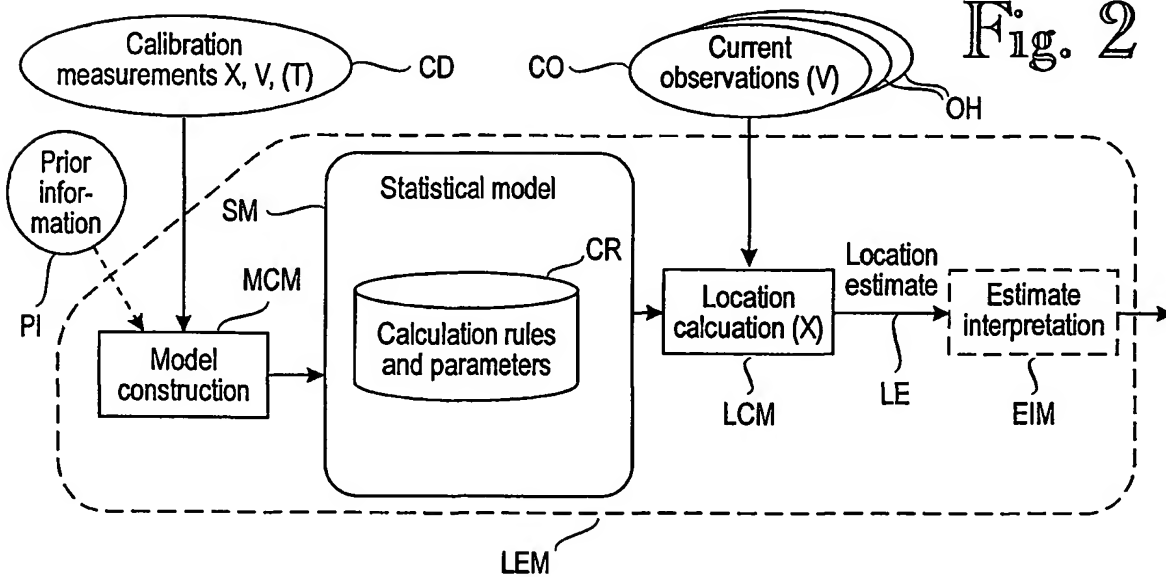 Fig. 2
Calibration
measurements X, V, (T)
CD
CO
Current
observations (V)
OH
Prior
infor-
mation
PI
SM
Statistical model
MCM
CR
Model
construction
Calculation rules
and parameters
Location
calcuation (X)
LCM
Location
estimate
LE
Estimate
interpretation
EIM
LEM